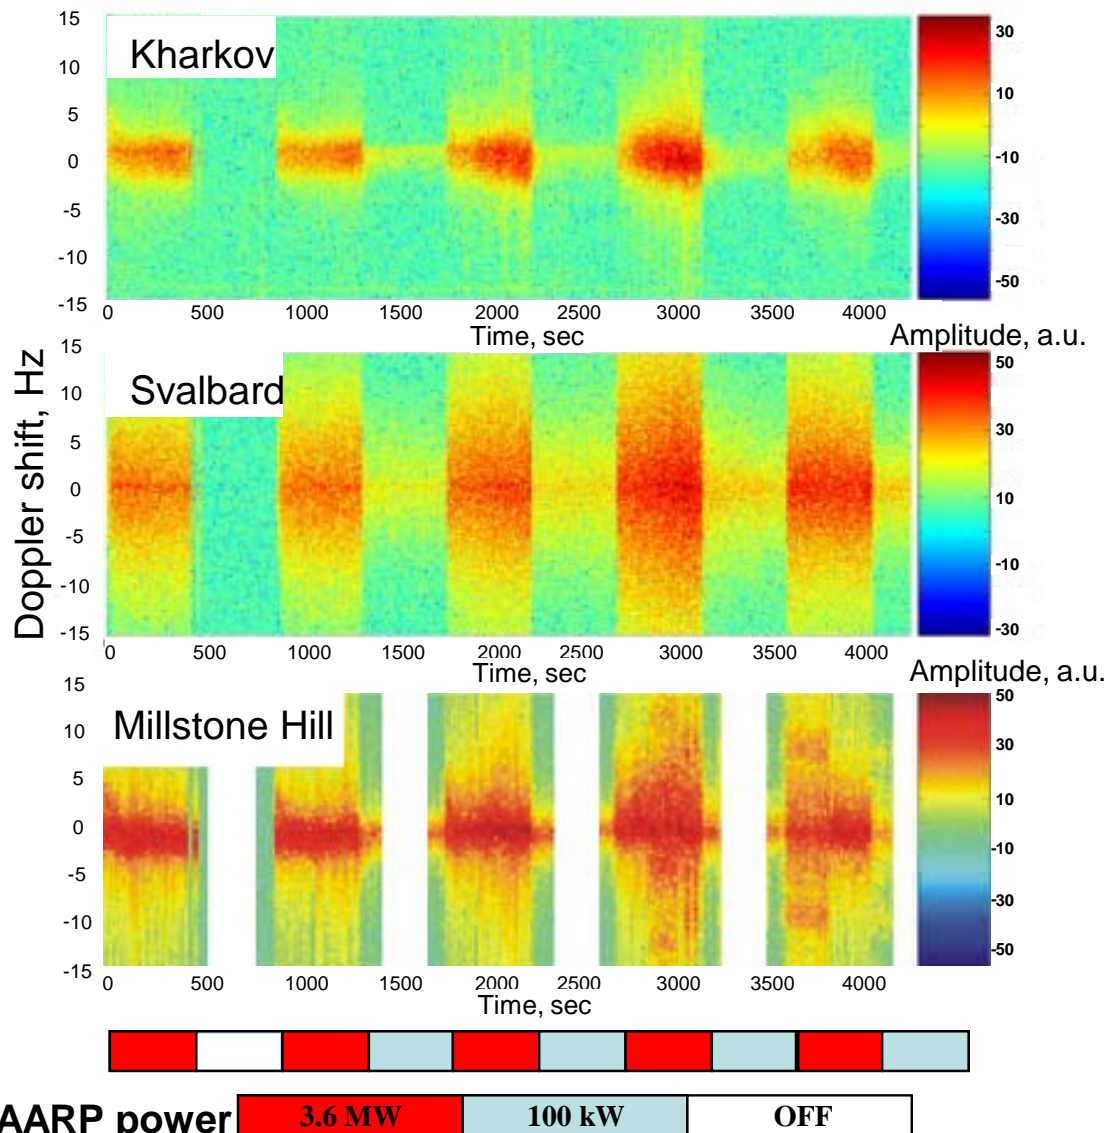 15
Kharkov
10
5
0
-5
-10
-15
30
10
-10
-30
-50
0 500 1000 1500 2000 2500 3000 3500 4000
Time, sec
Amplitude, a.u.
Doppler shift, Hz
15
Svalbard
10
5
0
-5
-10
-15
50
30
10
-10
-30
0 500 1000 1500 2000 2500 3000 3500 4000
Time, sec
Amplitude, a.u.
15
Millstone Hill
10
5
0
-5
-10
-15
50
30
10
-10
-30
-50
0 500 1000 1500 2000 2500 3000 3500 4000
Time, sec
AARP power 3.6 MW 100 kW OFF